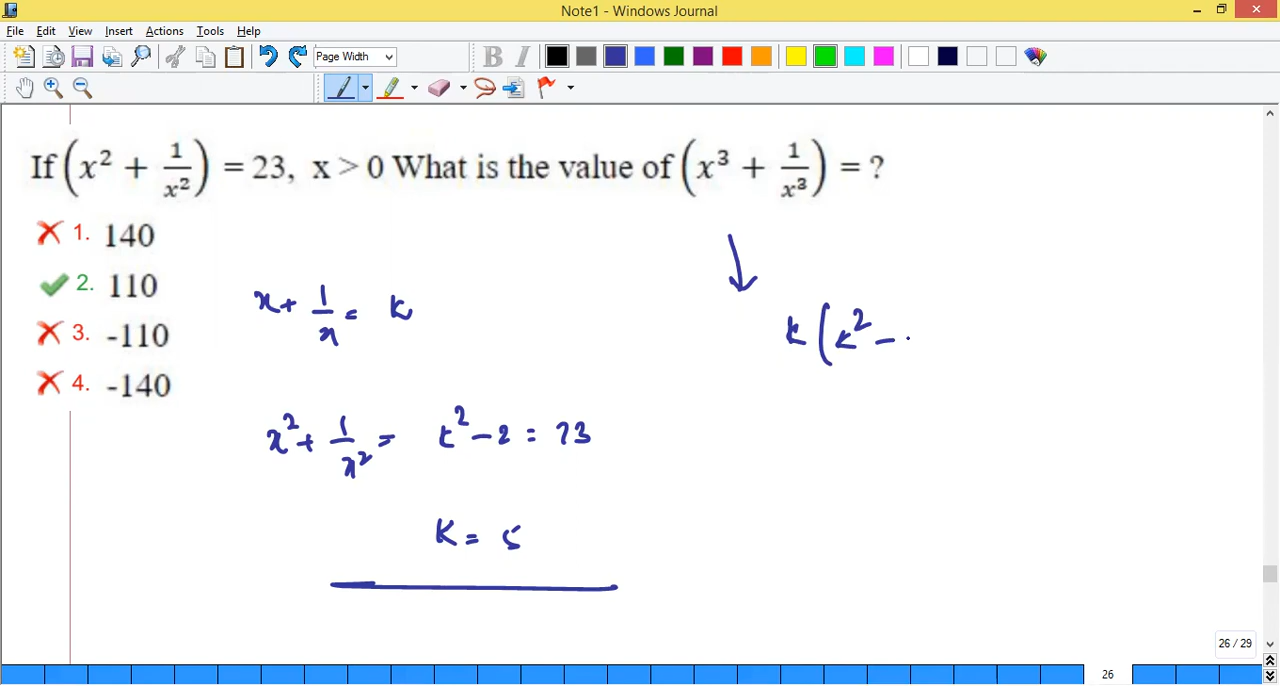 Note1 - Windows Journal
File Edit View Insert Actions Tools Help
Page Width
B I
If (x² + 1/x²) = 23, x > 0 What is the value of (x³ + 1/x³) = ?
1. 140
2. 110
3. -110
4. -140
x + 1/x = k
k(k² -
x² + 1/x² = k² - 2 = 23
K = 5
26 / 29
26